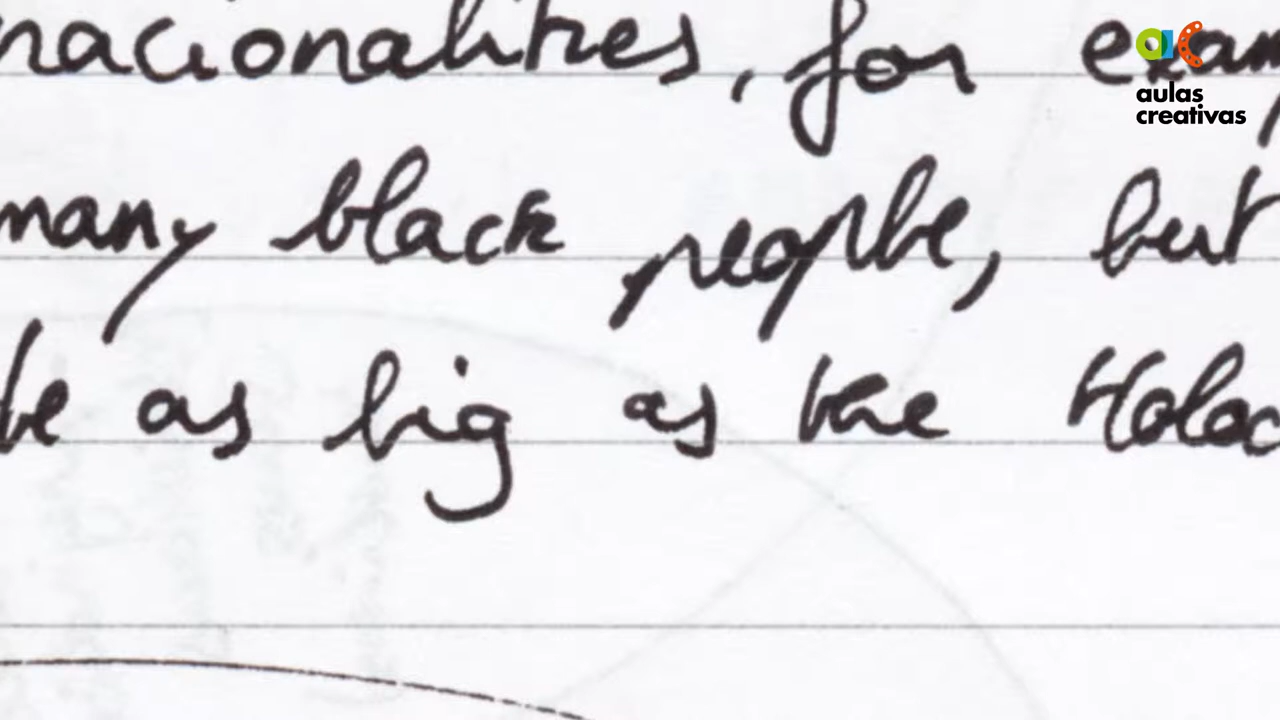 nacionalities, for exam
many black people, but
be as big as the Holoc
aulas
creativas